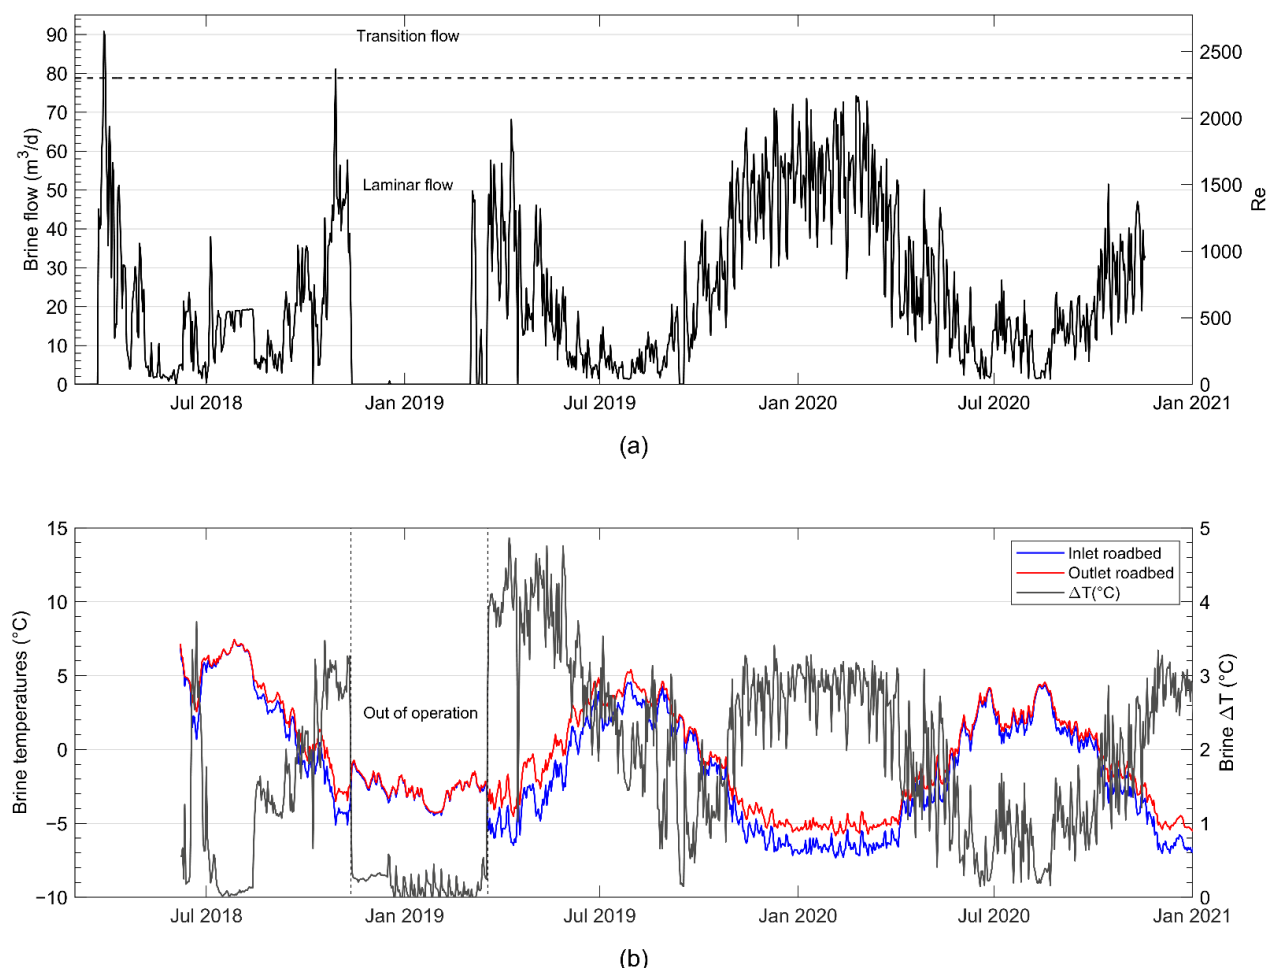 90
80
70
60
50
40
30
20
10
0
Brine flow (m³/d)
Transition flow
Laminar flow
2500
2000
1500
1000
500
0
Re
Jul 2018
Jan 2019
Jul 2019
Jan 2020
Jul 2020
Jan 2021
(a)
15
10
5
0
−5
−10
Brine temperatures (°C)
Out of operation
Inlet roadbed
Outlet roadbed
ΔT(°C)
5
4
3
2
1
0
Brine ΔT (°C)
Jul 2018
Jan 2019
Jul 2019
Jan 2020
Jul 2020
Jan 2021
(b)